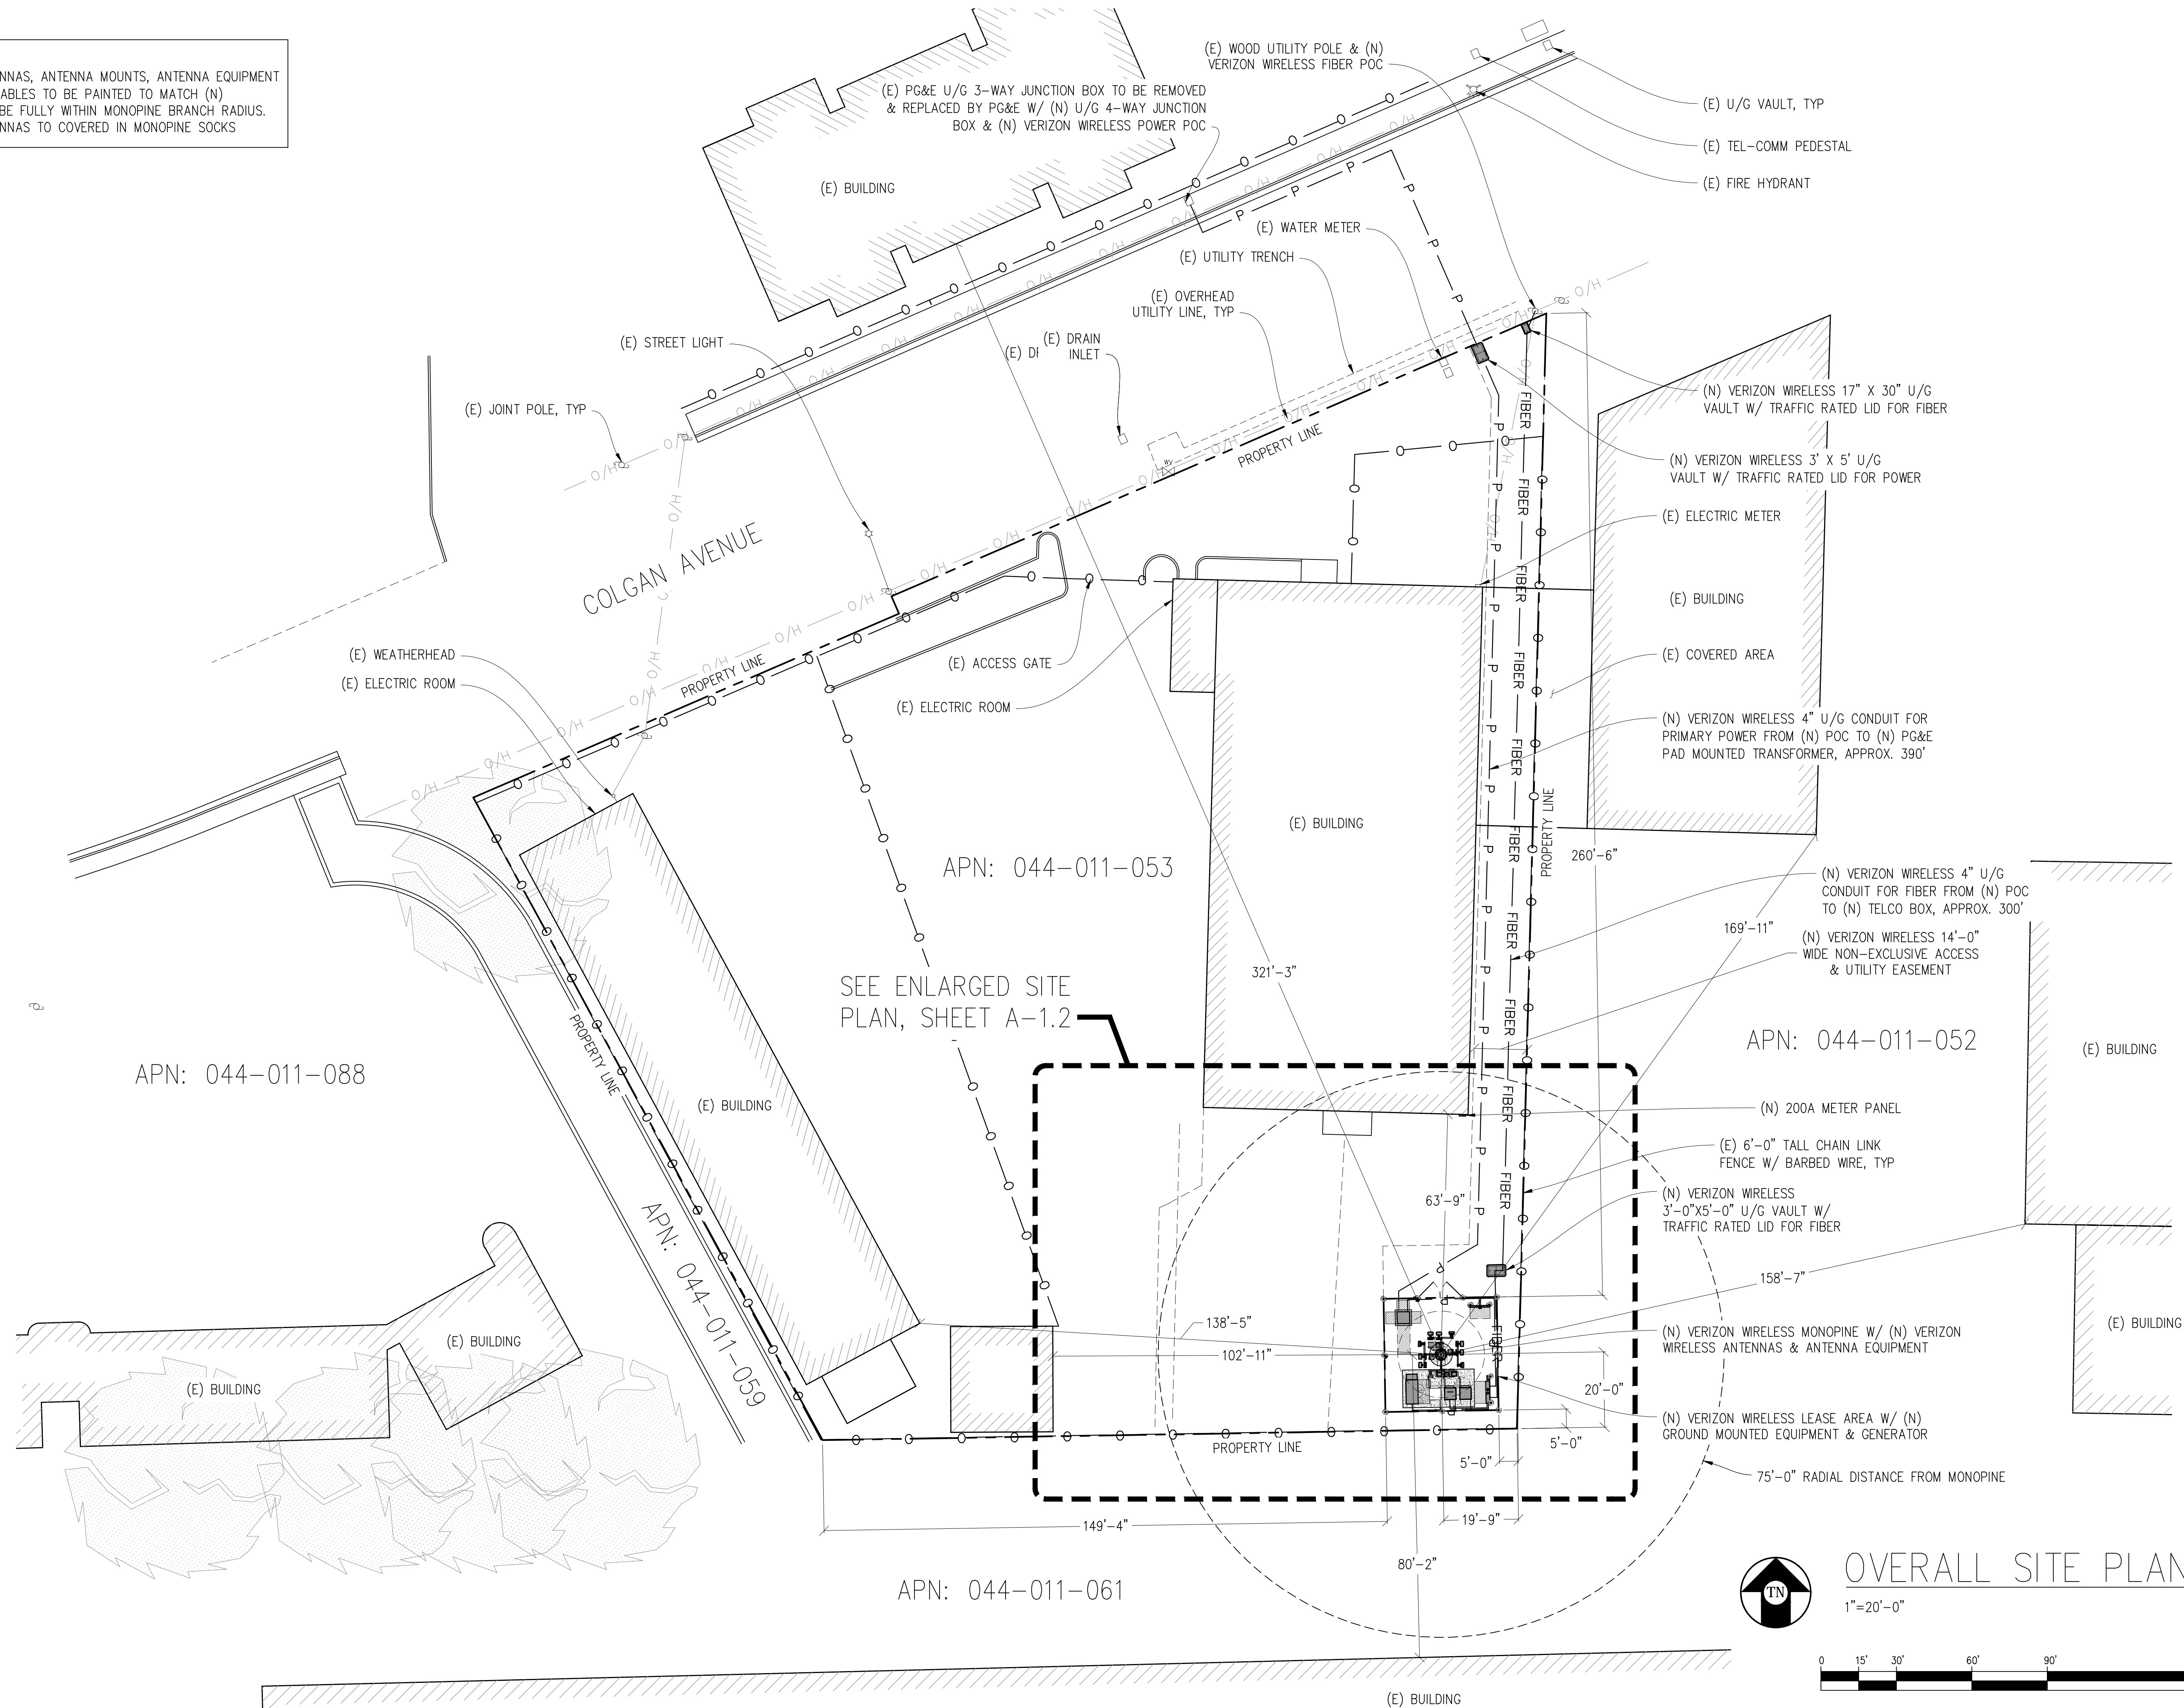 NNAS, ANTENNA MOUNTS, ANTENNA EQUIPMENT
ABLES TO BE PAINTED TO MATCH (N)
BE FULLY WITHIN MONOPINE BRANCH RADIUS.
NNAS TO COVERED IN MONOPINE SOCKS
(E) WOOD UTILITY POLE & (N)
VERIZON WIRELESS FIBER POC
(E) PG&E U/G 3-WAY JUNCTION BOX TO BE REMOVED
& REPLACED BY PG&E W/ (N) U/G 4-WAY JUNCTION
BOX & (N) VERIZON WIRELESS POWER POC
(E) U/G VAULT, TYP
(E) TEL-COMM PEDESTAL
(E) FIRE HYDRANT
(E) BUILDING
(E) WATER METER
(E) UTILITY TRENCH
(E) OVERHEAD
UTILITY LINE, TYP
(E) STREET LIGHT
(E) DRAIN
INLET
(E) JOINT POLE, TYP
PROPERTY LINE
WV
(N) VERIZON WIRELESS 17" X 30" U/G
VAULT W/ TRAFFIC RATED LID FOR FIBER
(N) VERIZON WIRELESS 3' X 5' U/G
VAULT W/ TRAFFIC RATED LID FOR POWER
(E) ELECTRIC METER
COLGAN AVENUE
(E) BUILDING
(E) WEATHERHEAD
(E) ELECTRIC ROOM
PROPERTY LINE
(E) ACCESS GATE
(E) ELECTRIC ROOM
(E) COVERED AREA
(N) VERIZON WIRELESS 4" U/G CONDUIT FOR
PRIMARY POWER FROM (N) POC TO (N) PG&E
PAD MOUNTED TRANSFORMER, APPROX. 390'
(E) BUILDING
PROPERTY LINE
260'-6"
APN: 044-011-053
(N) VERIZON WIRELESS 4" U/G
CONDUIT FOR FIBER FROM (N) POC
TO (N) TELCO BOX, APPROX. 300'
169'-11"
(N) VERIZON WIRELESS 14'-0"
WIDE NON-EXCLUSIVE ACCESS
& UTILITY EASEMENT
321'-3"
SEE ENLARGED SITE
PLAN, SHEET A-1.2
APN: 044-011-052
(E) BUILDING
PROPERTY LINE
APN: 044-011-088
(E) BUILDING
(N) 200A METER PANEL
(E) 6'-0" TALL CHAIN LINK
FENCE W/ BARBED WIRE, TYP
63'-9"
(N) VERIZON WIRELESS
3'-0"X5'-0" U/G VAULT W/
TRAFFIC RATED LID FOR FIBER
APN: 044-011-059
158'-7"
138'-5"
(E) BUILDING
(E) BUILDING
(N) VERIZON WIRELESS MONOPINE W/ (N) VERIZON
WIRELESS ANTENNAS & ANTENNA EQUIPMENT
102'-11"
(E) BUILDING
20'-0"
(N) VERIZON WIRELESS LEASE AREA W/ (N)
GROUND MOUNTED EQUIPMENT & GENERATOR
PROPERTY LINE
5'-0"
5'-0"
75'-0" RADIAL DISTANCE FROM MONOPINE
149'-4"
19'-9"
80'-2"
APN: 044-011-061
TN
OVERALL SITE PLAN
1"=20'-0"
0 15' 30' 60' 90'
(E) BUILDING
O/H
P
FIBER